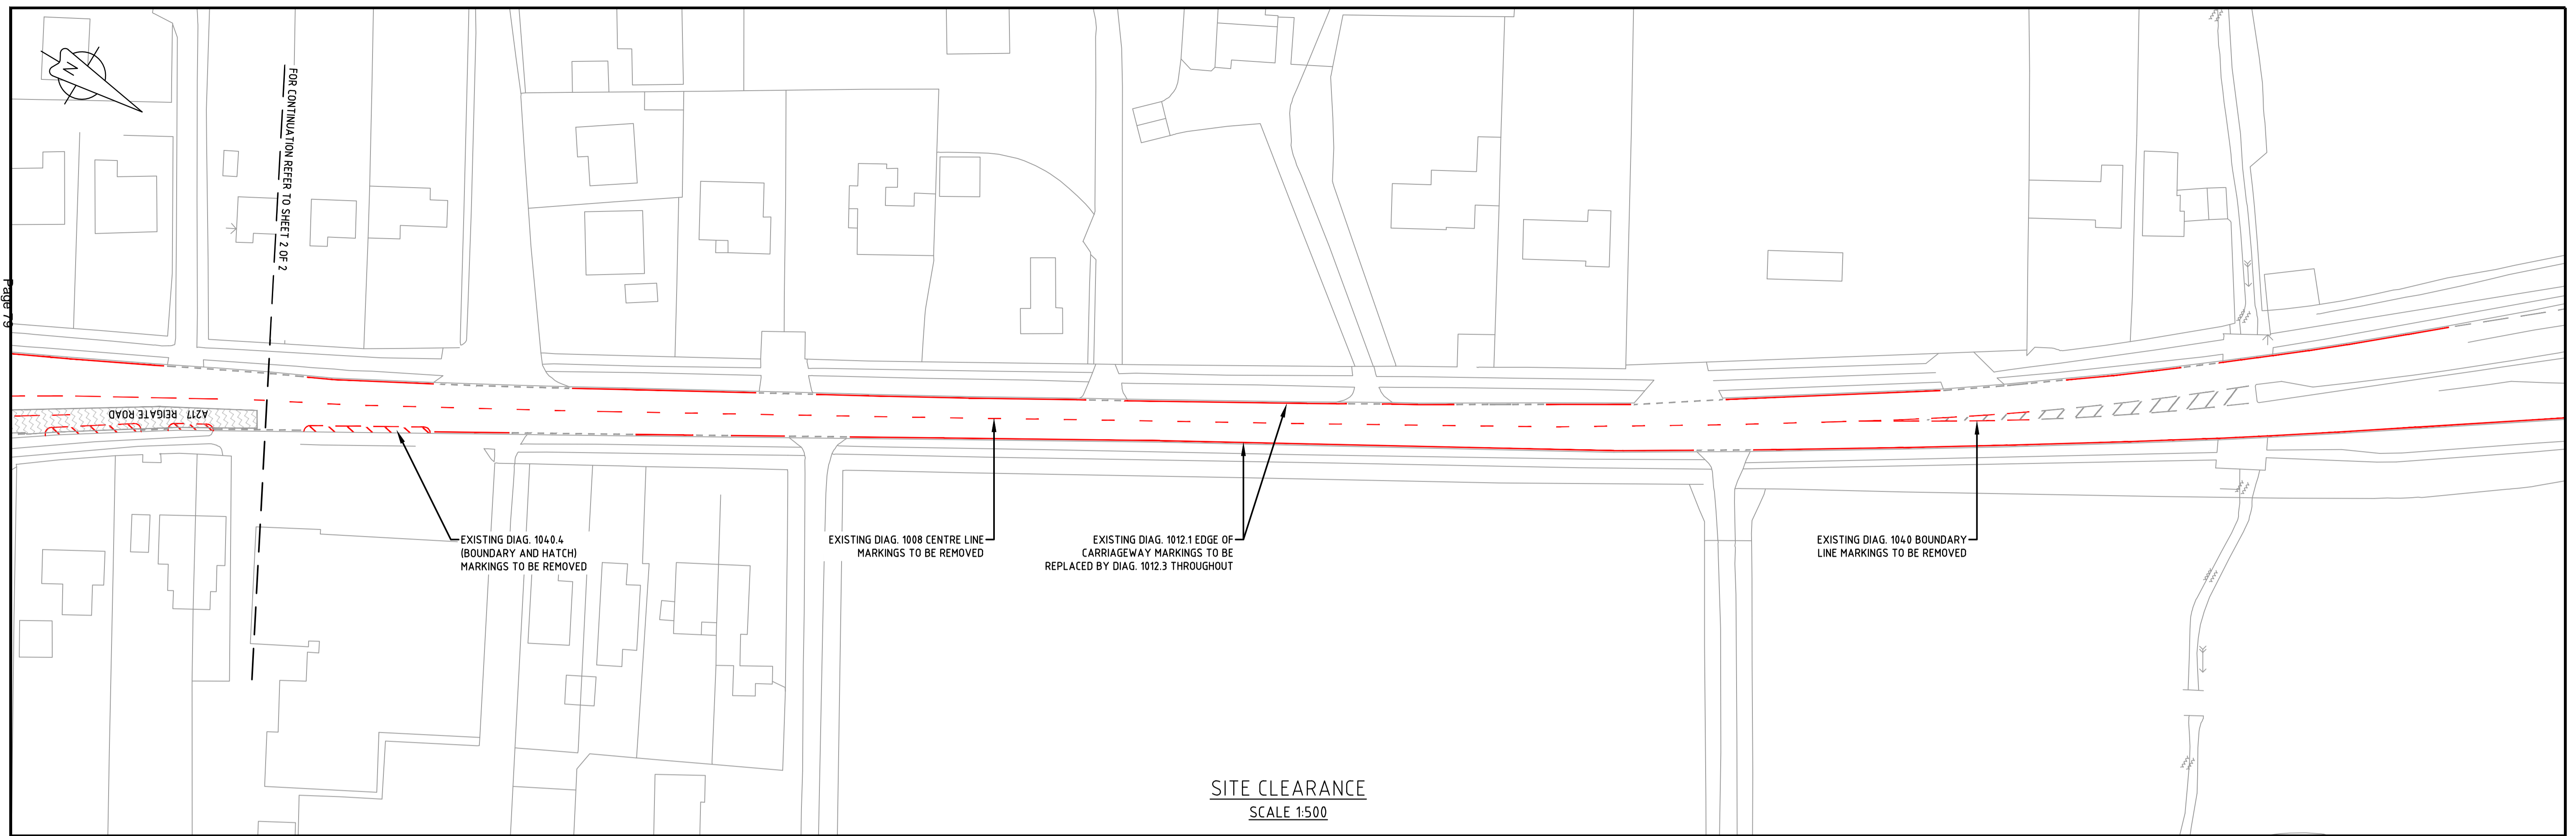 N
FOR CONTINUATION REFER TO SHEET 2 OF 2
Page 79
A217 REIGATE ROAD
EXISTING DIAG. 1040.4
(BOUNDARY AND HATCH)
MARKINGS TO BE REMOVED
EXISTING DIAG. 1008 CENTRE LINE
MARKINGS TO BE REMOVED
EXISTING DIAG. 1012.1 EDGE OF
CARRIAGEWAY MARKINGS TO BE
REPLACED BY DIAG. 1012.3 THROUGHOUT
EXISTING DIAG. 1040 BOUNDARY
LINE MARKINGS TO BE REMOVED
SITE CLEARANCE
SCALE 1:500